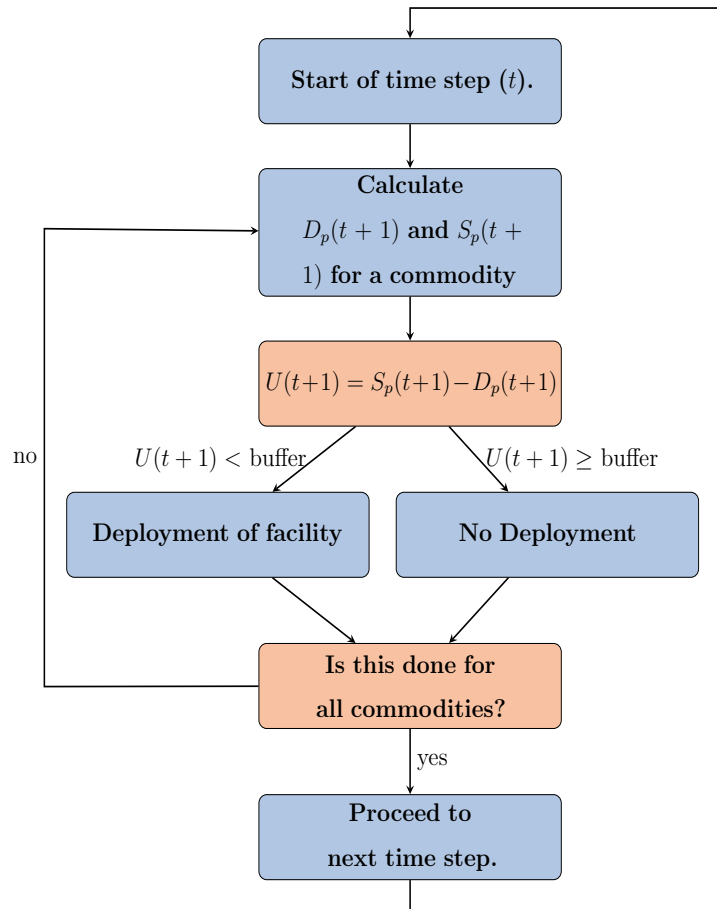 Start of time step (t).
Calculate
D_p(t + 1) and S_p(t +
1) for a commodity
U(t+1) = S_p(t+1)−D_p(t+1)
no
U(t + 1) < buffer
U(t + 1) ≥ buffer
Deployment of facility
No Deployment
Is this done for
all commodities?
yes
Proceed to
next time step.